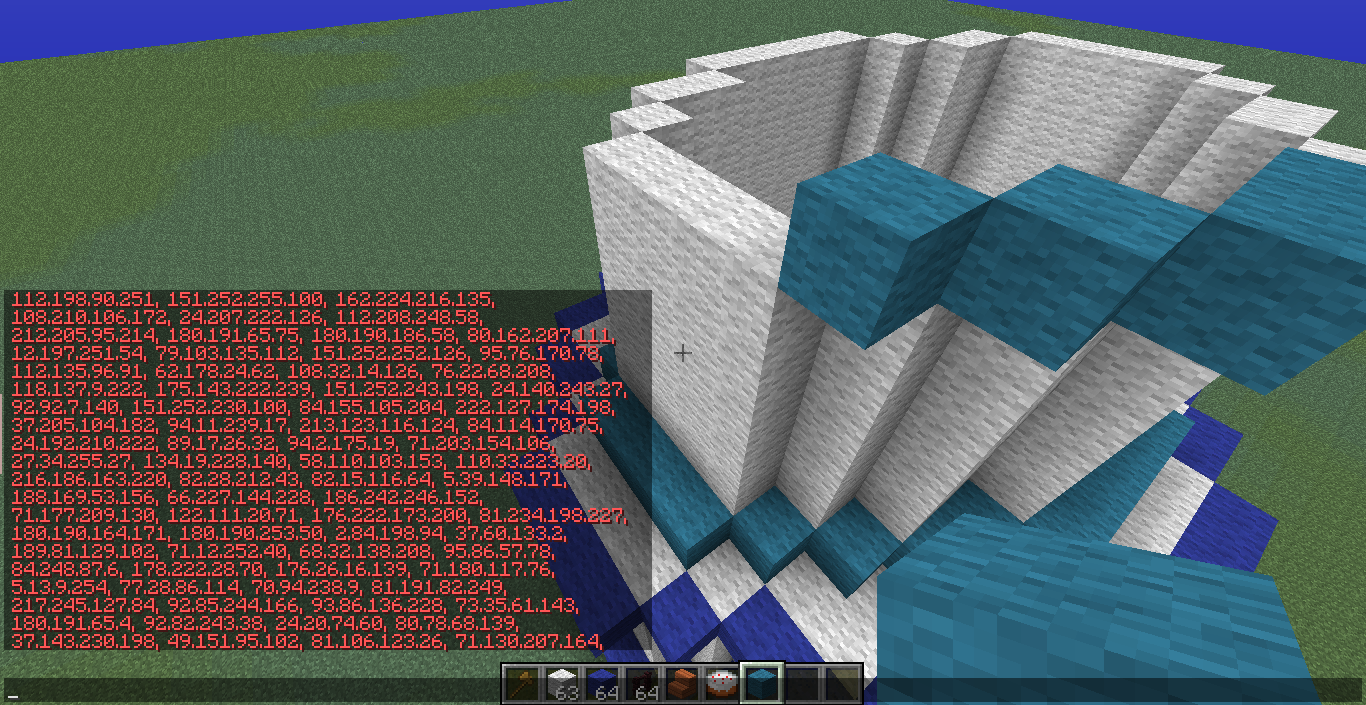 112.198.90.251, 151.252.255.100, 162.224.216.135,
108.210.106.172, 24.207.222.126, 112.208.248.58,
212.205.95.214, 180.191.65.75, 180.190.186.58, 80.162.207.111,
12.197.251.54, 79.103.135.112, 151.252.252.126, 95.76.170.78,
112.135.96.91, 62.178.24.62, 108.32.14.126, 76.22.68.208,
118.137.9.222, 175.143.222.239, 151.252.243.198, 24.140.248.27,
92.92.7.140, 151.252.230.100, 84.155.105.204, 222.127.174.198,
37.205.104.182, 94.11.239.17, 213.123.116.124, 84.114.170.75,
24.192.210.222, 89.17.26.32, 94.2.175.19, 71.203.154.106,
27.34.255.27, 134.19.228.140, 58.110.103.153, 110.33.223.20,
216.186.163.220, 82.28.212.43, 82.15.116.64, 5.39.148.171,
188.169.53.156, 66.227.144.228, 186.242.246.152,
71.177.209.130, 122.111.20.71, 176.222.173.200, 81.234.198.227,
180.190.164.171, 180.190.253.50, 2.84.198.94, 37.60.133.2,
189.81.129.102, 71.12.252.40, 68.32.138.208, 95.86.57.78,
84.248.87.6, 178.222.28.70, 176.26.16.139, 71.180.117.76,
5.13.9.254, 77.28.86.114, 70.94.238.9, 81.191.82.249,
217.245.127.84, 92.85.244.166, 93.86.136.228, 73.35.61.143,
180.191.65.4, 92.82.243.38, 24.20.74.60, 80.78.68.139,
37.143.230.198, 49.151.95.102, 81.106.123.26, 71.130.207.164,
63 64 64